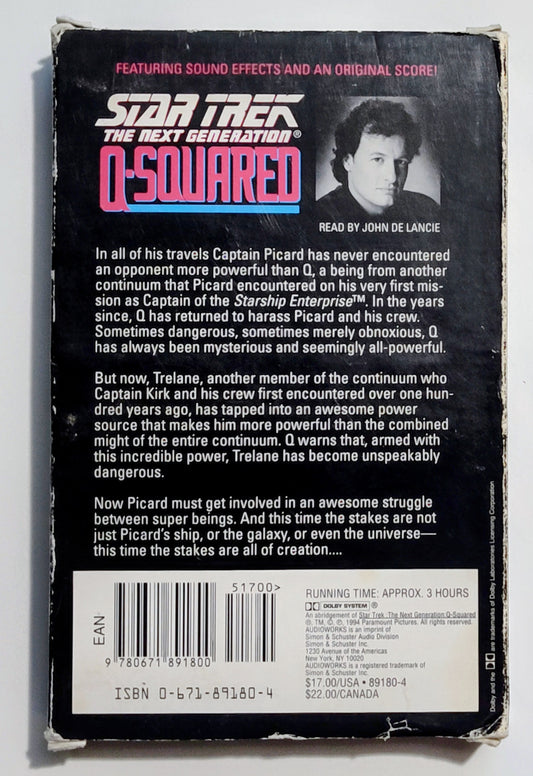 FEATURING SOUND EFFECTS AND AN ORIGINAL SCORE!
STAR TREK
THE NEXT GENERATION®
Q-SQUARED
READ BY JOHN DE LANCIE
In all of his travels Captain Picard has never encountered
an opponent more powerful than Q, a being from another
continuum that Picard encountered on his very first mis-
sion as Captain of the Starship Enterprise™. In the years
since, Q has returned to harass Picard and his crew.
Sometimes dangerous, sometimes merely obnoxious, Q
has always been mysterious and seemingly all-powerful.
But now, Trelane, another member of the continuum who
Captain Kirk and his crew first encountered over one hun-
dred years ago, has tapped into an awesome power
source that makes him more powerful than the combined
might of the entire continuum. Q warns that, armed with
this incredible power, Trelane has become unspeakably
dangerous.
Now Picard must get involved in an awesome struggle
between super beings. And this time the stakes are not
just Picard's ship, or the galaxy, or even the universe—
this time the stakes are all of creation....
51700>
EAN
9 780671 891800
ISBN 0-671-89180-4
RUNNING TIME: APPROX. 3 HOURS
DOLBY SYSTEM ®
An abridgement of Star Trek :The Next Generation:Q-Squared
®, TM, ©, ℗, 1994 Paramount Pictures. All rights reserved.
AUDIOWORKS is an imprint of
Simon & Schuster Audio Division
Simon & Schuster Inc.
1230 Avenue of the Americas
New York, NY 10020
AUDIOWORKS is a registered trademark of
Simon & Schuster Inc.
$17.00/USA • 89180-4
$22.00/CANADA
Dolby and the are trademarks of Dolby Laboratories Licensing Corporation